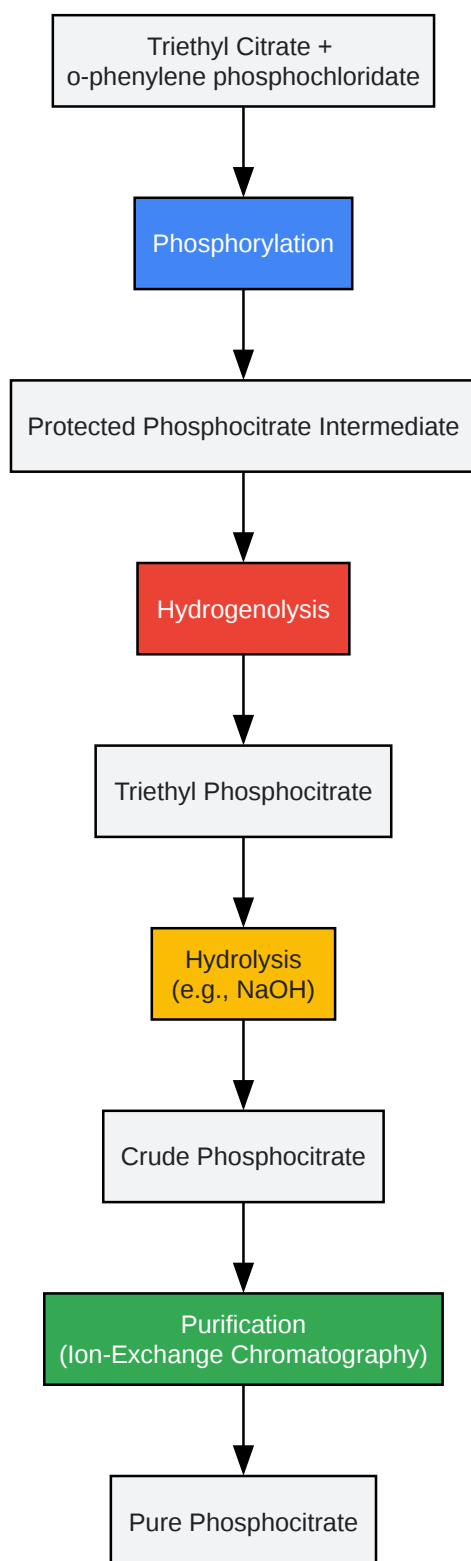 Triethyl Citrate +
o-phenylene phosphochloridate
Phosphorylation
Protected Phosphocitrate Intermediate
Hydrogenolysis
Triethyl Phosphocitrate
Hydrolysis
(e.g., NaOH)
Crude Phosphocitrate
Purification
(Ion-Exchange Chromatography)
Pure Phosphocitrate